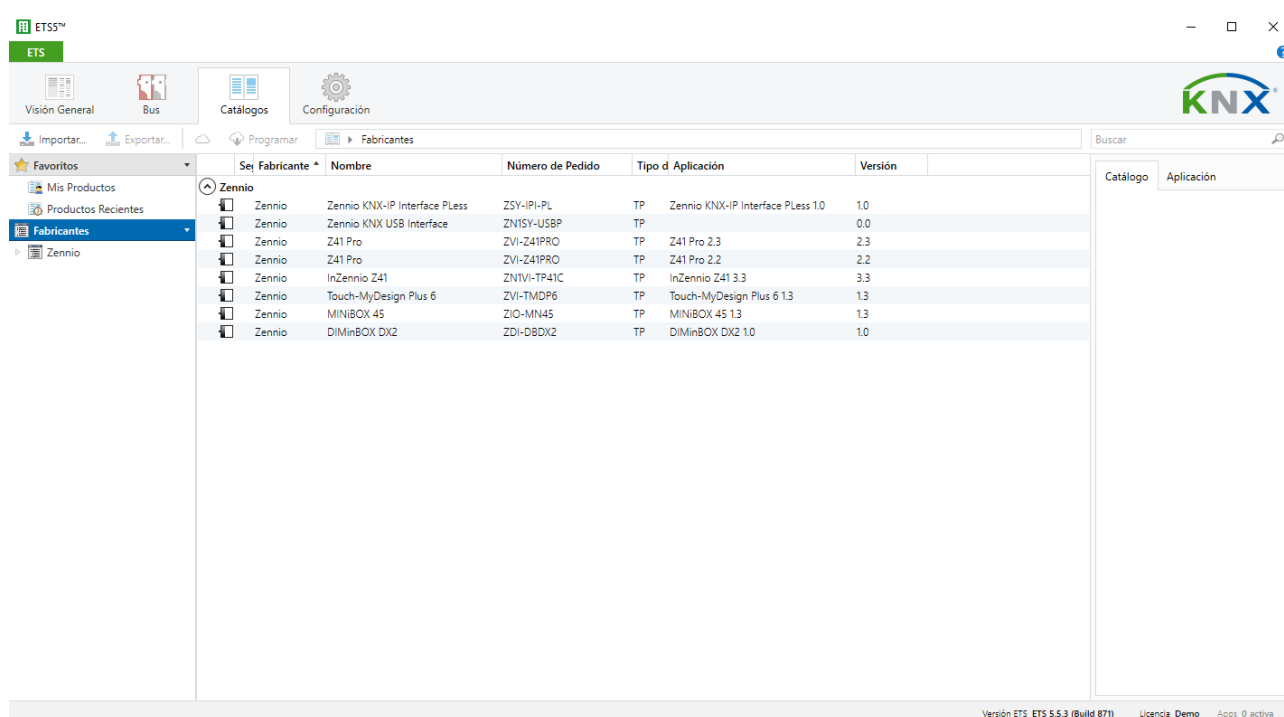 ETS5™
ETS
Visión General Bus Catálogos Configuración
KNX®
Importar... Exportar... Programar Fabricantes Buscar
Favoritos
Mis Productos
Productos Recientes
Fabricantes
Zennio
Seg Fabricante Nombre Número de Pedido Tipo d Aplicación Versión
Zennio
Zennio Zennio KNX-IP Interface PLess ZSY-IPI-PL TP Zennio KNX-IP Interface PLess 1.0 1.0
Zennio Zennio KNX USB Interface ZN1SY-USBP TP 0.0
Zennio Z41 Pro ZVI-Z41PRO TP Z41 Pro 2.3 2.3
Zennio Z41 Pro ZVI-Z41PRO TP Z41 Pro 2.2 2.2
Zennio InZennio Z41 ZN1VI-TP41C TP InZennio Z41 3.3 3.3
Zennio Touch-MyDesign Plus 6 ZVI-TMDP6 TP Touch-MyDesign Plus 6 1.3 1.3
Zennio MINiBOX 45 ZIO-MN45 TP MINiBOX 45 1.3 1.3
Zennio DIMinBOX DX2 ZDI-DBDX2 TP DIMinBOX DX2 1.0 1.0
Catálogo Aplicación
Versión ETS ETS 5.5.3 (Build 871) Licencia Demo Apps 0 activa